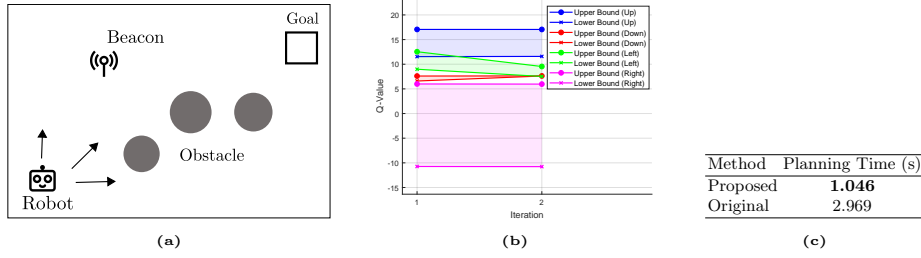 Goal
Beacon
Obstacle
Robot
(a)
Upper Bound (Up)
Lower Bound (Up)
Upper Bound (Down)
Lower Bound (Down)
Upper Bound (Left)
Lower Bound (Left)
Upper Bound (Right)
Lower Bound (Right)
Q-Value
20
15
10
5
0
-5
-10
-15
1
2
Iteration
(b)
Method Planning Time (s)
Proposed 1.046
Original 2.969
(c)